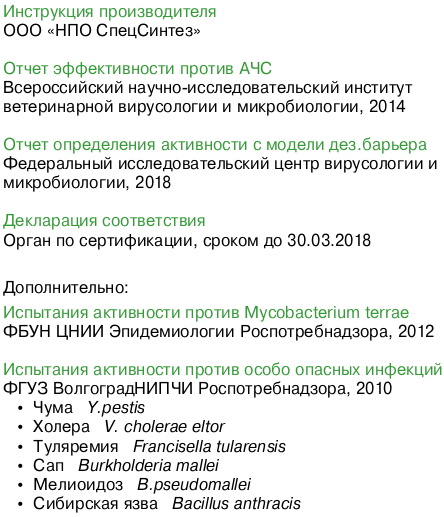 Инструкция производителя
ООО «НПО СпецСинтез»
Отчет эффективности против АЧС
Всероссийский научно-исследовательский институт
ветеринарной вирусологии и микробиологии, 2014
Отчет определения активности с модели дез.барьера
Федеральный исследовательский центр вирусологии и
микробиологии, 2018
Декларация соответствия
Орган по сертификации, сроком до 30.03.2018
Дополнительно:
Испытания активности против Mycobacterium terrae
ФБУН ЦНИИ Эпидемиологии Роспотребнадзора, 2012
Испытания активности против особо опасных инфекций
ФГУЗ ВолгоградНИПЧИ Роспотребнадзора, 2010
• Чума Y.pestis
• Холера V. cholerae eltor
• Туляремия Francisella tularensis
• Сап Burkholderia mallei
• Мелиоидоз B.pseudomallei
• Сибирская язва Bacillus anthracis